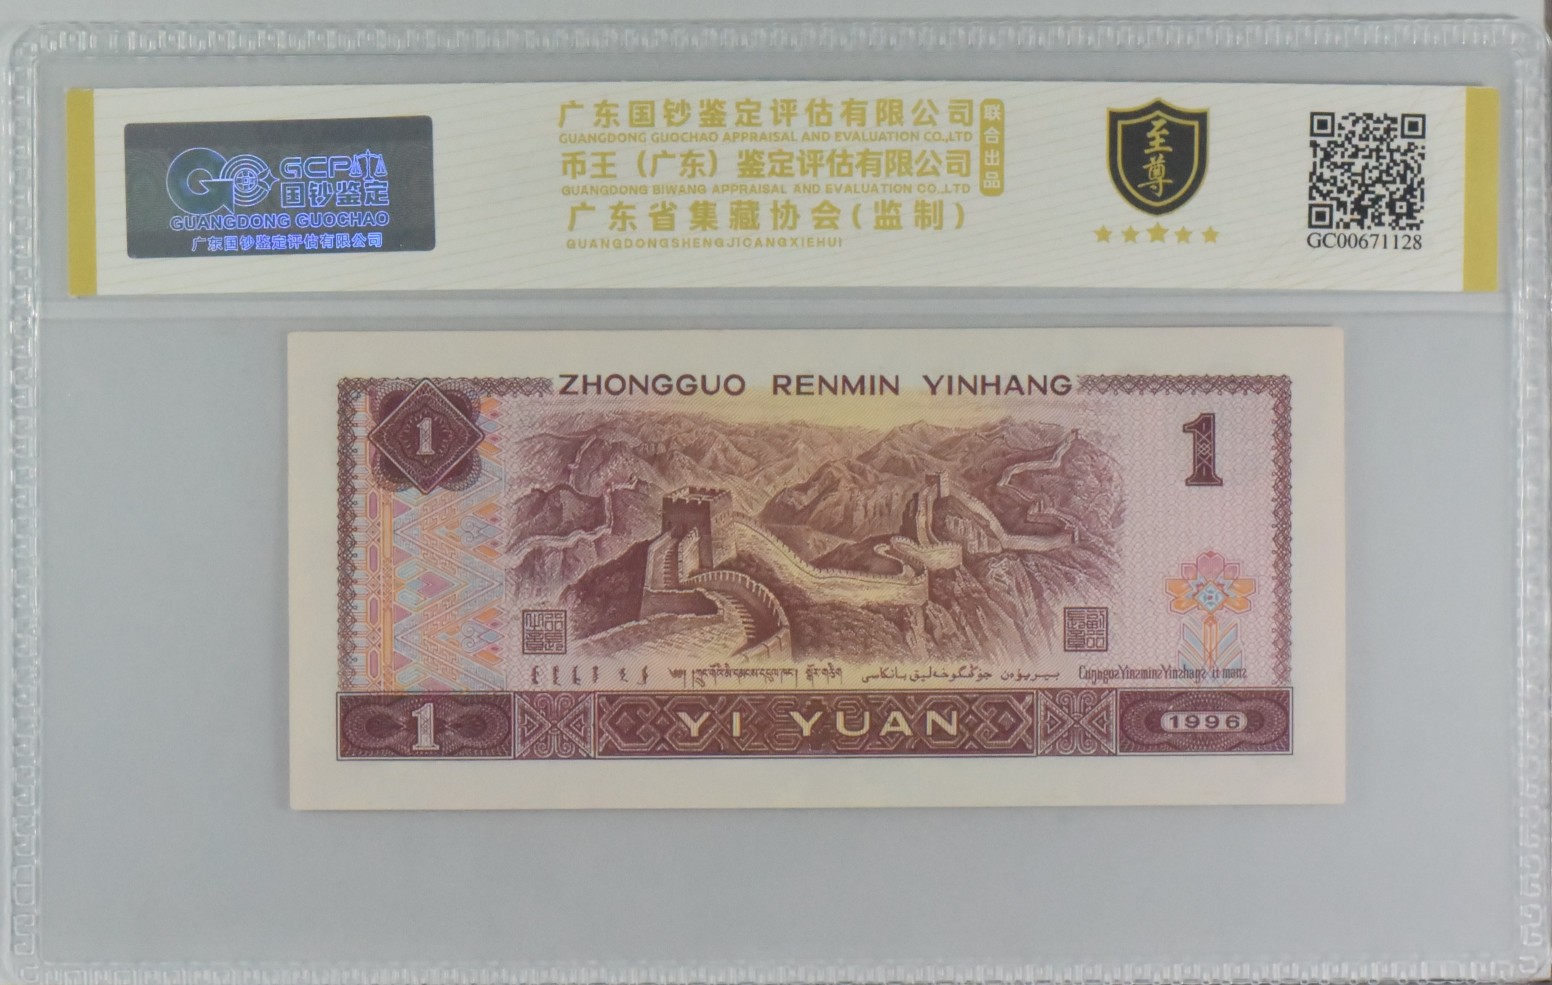 GCP
国钞鉴定
GUANGDONG GUOCHAO
广东国钞鉴定评估有限公司
广东国钞鉴定评估有限公司
GUANGDONG GUOCHAO APPRAISAL AND EVALUATION CO.,LTD
币王（广东）鉴定评估有限公司
GUANGDONG BIWANG APPRAISAL AND EVALUATION CO.,LTD
广东省集藏协会(监制)
GUANGDONGSHENGJICANGXIEHUI
联合出品
至尊
GC00671128
ZHONGGUO RENMIN YINHANG
1
1
CunghgozYinzminzYinzhangz it maenz
1
YI YUAN
1996